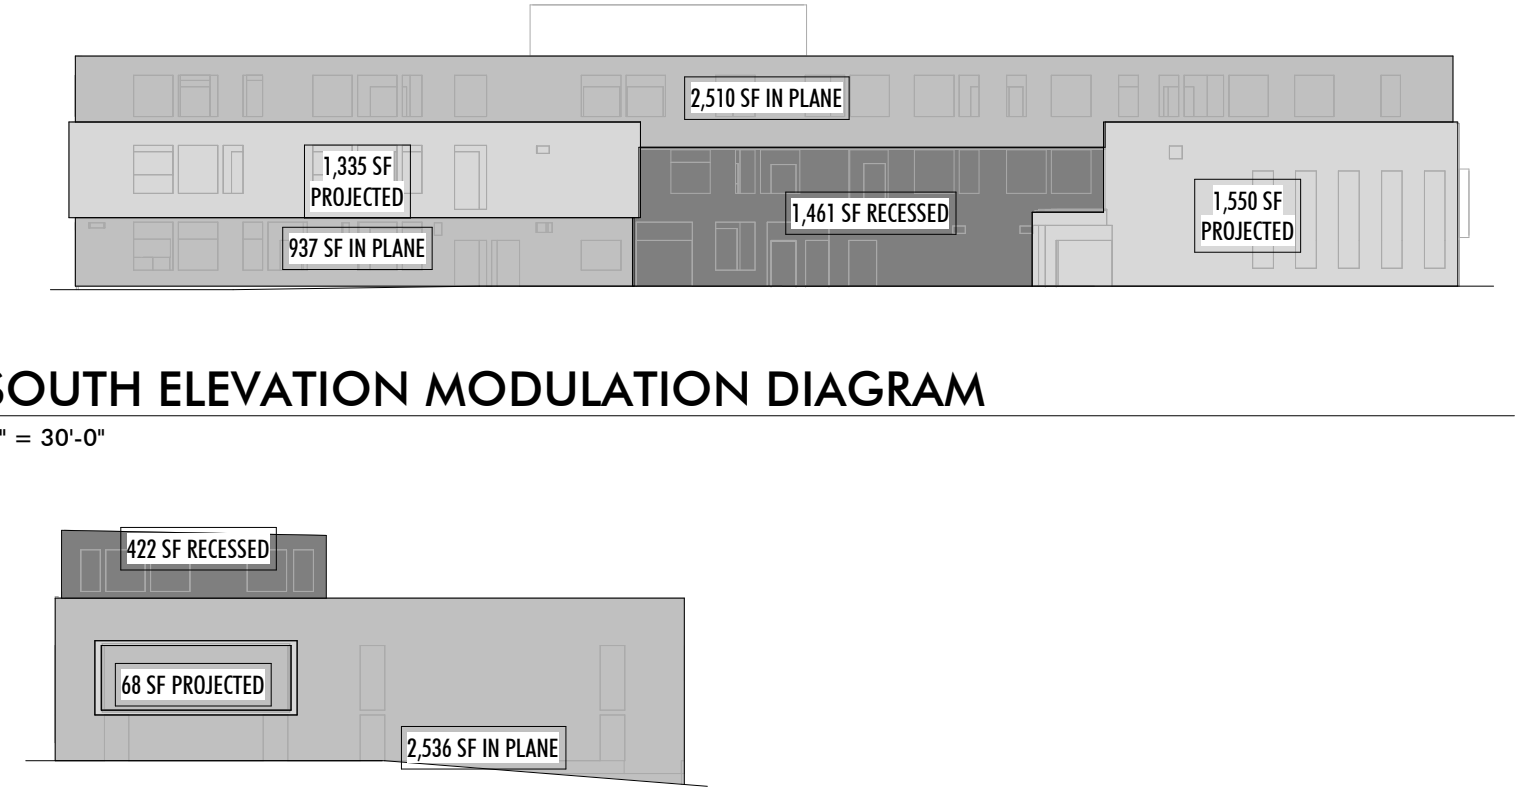 2,510 SF IN PLANE
1,335 SF
PROJECTED
1,461 SF RECESSED
1,550 SF
PROJECTED
937 SF IN PLANE
SOUTH ELEVATION MODULATION DIAGRAM
" = 30'-0"
422 SF RECESSED
68 SF PROJECTED
2,536 SF IN PLANE